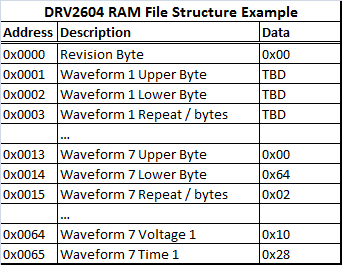 DRV2604 RAM File Structure Example
Address Description Data
0x0000 Revision Byte 0x00
0x0001 Waveform 1 Upper Byte TBD
0x0002 Waveform 1 Lower Byte TBD
0x0003 Waveform 1 Repeat / bytes TBD
...
0x0013 Waveform 7 Upper Byte 0x00
0x0014 Waveform 7 Lower Byte 0x64
0x0015 Waveform 7 Repeat / bytes 0x02
...
0x0064 Waveform 7 Voltage 1 0x10
0x0065 Waveform 7 Time 1 0x28